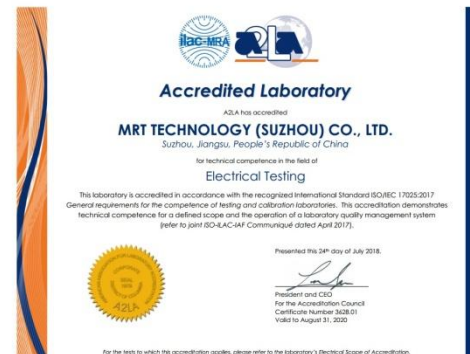 ilac-MRA
A2LA
Accredited Laboratory
A2LA has accredited
MRT TECHNOLOGY (SUZHOU) CO., LTD.
Suzhou, Jiangsu, People's Republic of China
for technical competence in the field of
Electrical Testing
This laboratory is accredited in accordance with the recognized International Standard ISO/IEC 17025:2017
General requirements for the competence of testing and calibration laboratories. This accreditation demonstrates
technical competence for a defined scope and the operation of a laboratory quality management system
(refer to joint ISO-ILAC-IAF Communiqué dated April 2017).
Presented this 24th day of July 2018.
President and CEO
For the Accreditation Council
Certificate Number 3628.01
Valid to August 31, 2020
SEAL
1978
A2LA
For the tests to which this accreditation applies, please refer to the laboratory's Electrical Scope of Accreditation.